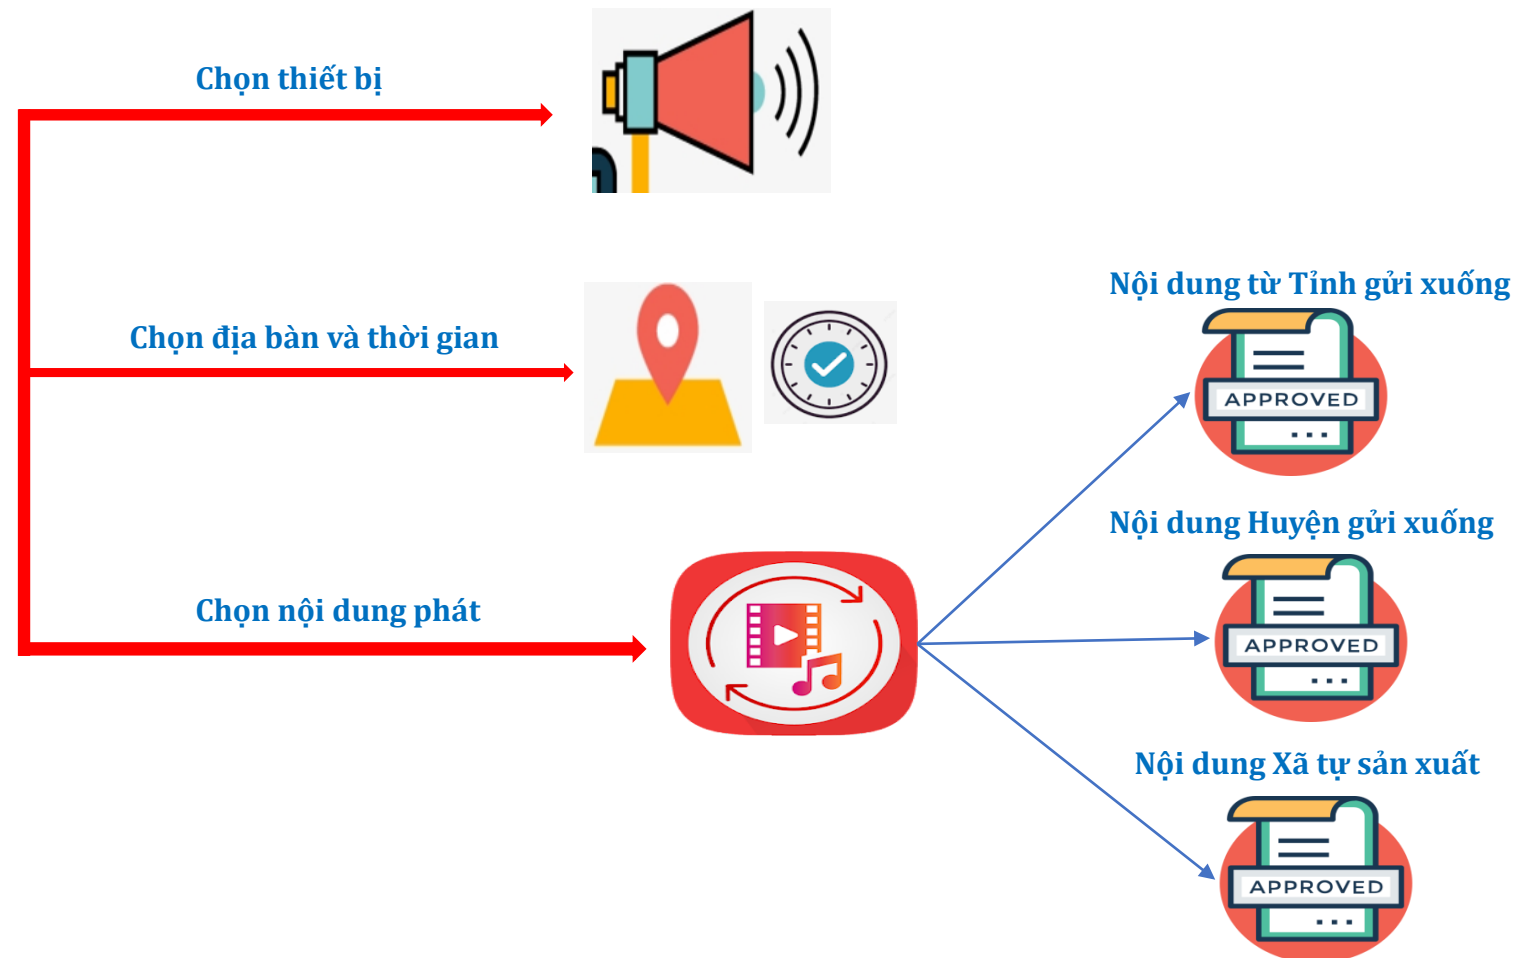 Chọn thiết bị
Chọn địa bàn và thời gian
Chọn nội dung phát
Nội dung từ Tỉnh gửi xuống
APPROVED
Nội dung Huyện gửi xuống
APPROVED
Nội dung Xã tự sản xuất
APPROVED